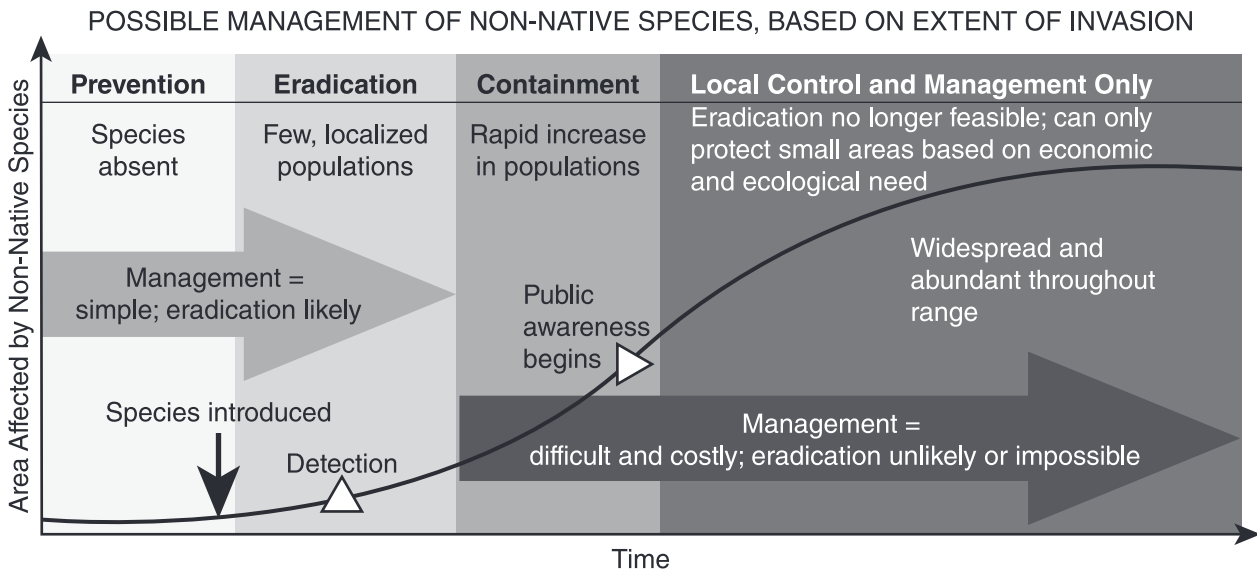 POSSIBLE MANAGEMENT OF NON-NATIVE SPECIES, BASED ON EXTENT OF INVASION
Area Affected by Non-Native Species
Prevention
Species
absent
Eradication
Few, localized
populations
Containment
Rapid increase
in populations
Local Control and Management Only
Eradication no longer feasible; can only
protect small areas based on economic
and ecological need
Management =
simple; eradication likely
Public
awareness
begins
Widespread and
abundant throughout
range
Species introduced
Detection
Management =
difficult and costly; eradication unlikely or impossible
Time